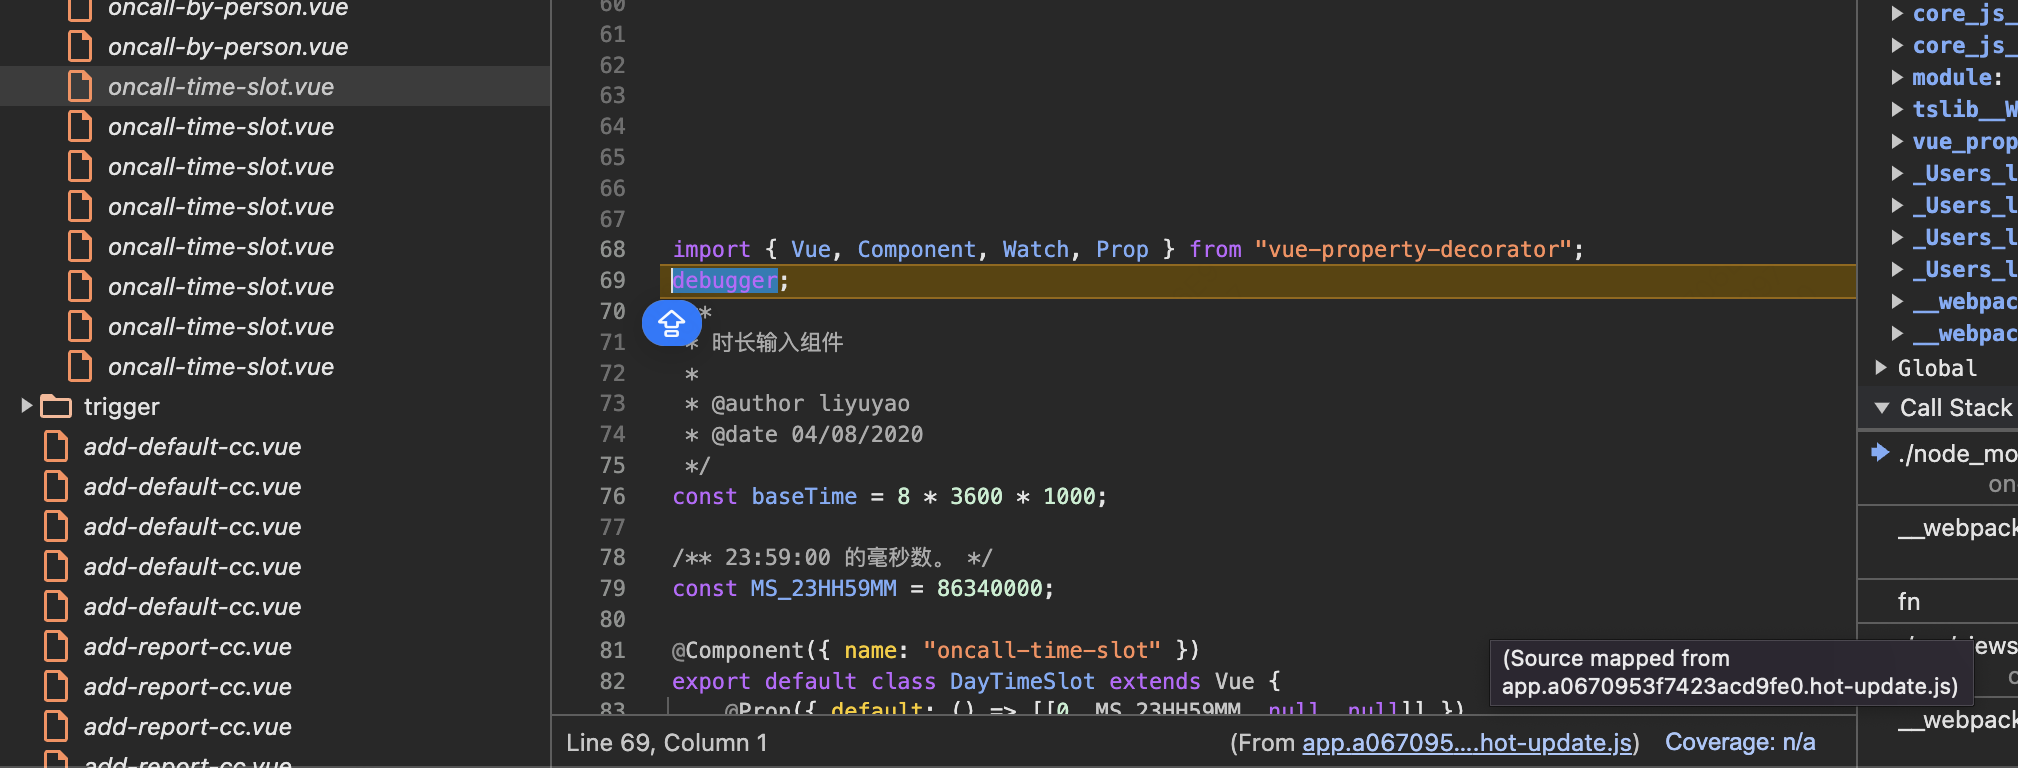 oncall-by-person.vue
oncall-by-person.vue
oncall-time-slot.vue
oncall-time-slot.vue
oncall-time-slot.vue
oncall-time-slot.vue
oncall-time-slot.vue
oncall-time-slot.vue
oncall-time-slot.vue
oncall-time-slot.vue
trigger
add-default-cc.vue
add-default-cc.vue
add-default-cc.vue
add-default-cc.vue
add-default-cc.vue
add-report-cc.vue
add-report-cc.vue
add-report-cc.vue
add-report-cc.vue
60
61
62
63
64
65
66
67
68 import { Vue, Component, Watch, Prop } from "vue-property-decorator";
69 debugger;
70 *
71 * 时长输入组件
72 *
73 * @author liyuyao
74 * @date 04/08/2020
75 */
76 const baseTime = 8 * 3600 * 1000;
77
78 /** 23:59:00 的毫秒数。 */
79 const MS_23HH59MM = 86340000;
80
81 @Component({ name: "oncall-time-slot" })
82 export default class DayTimeSlot extends Vue {
83 @Prop({ default: () => [[0, MS_23HH59MM, null, null]] })
Line 69, Column 1
(From app.a067095....hot-update.js)
Coverage: n/a
(Source mapped from
app.a0670953f7423acd9fe0.hot-update.js)
core_js_
core_js_
module:
tslib__W
vue_prop
_Users_l
_Users_l
_Users_l
_Users_l
__webpac
__webpac
Global
Call Stack
./node_mo
on
__webpack
fn
iews
__webpack